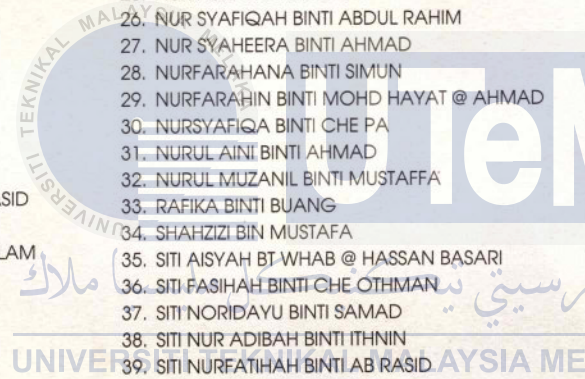 26. NUR SYAFIQAH BINTI ABDUL RAHIM
27. NUR SYAHEERA BINTI AHMAD
28. NURFARAHANA BINTI SIMUN
29. NURFARAHIN BINTI MOHD HAYAT @ AHMAD
30. NURSYAFIQA BINTI CHE PA
31. NURUL AINI BINTI AHMAD
32. NURUL MUZANIL BINTI MUSTAFFA
33. RAFIKA BINTI BUANG
34. SHAHZIZI BIN MUSTAFA
35. SITI AISYAH BT WHAB @ HASSAN BASARI
36. SITI FASIHAH BINTI CHE OTHMAN
37. SITI NORIDAYU BINTI SAMAD
38. SITI NUR ADIBAH BINTI ITHNIN
39. SITI NURFATIHAH BINTI AB RASID
UNIVERSITI TEKNIKAL MALAYSIA
UTeM
UNIVERSITI TEKNIKAL MALAYSIA ME